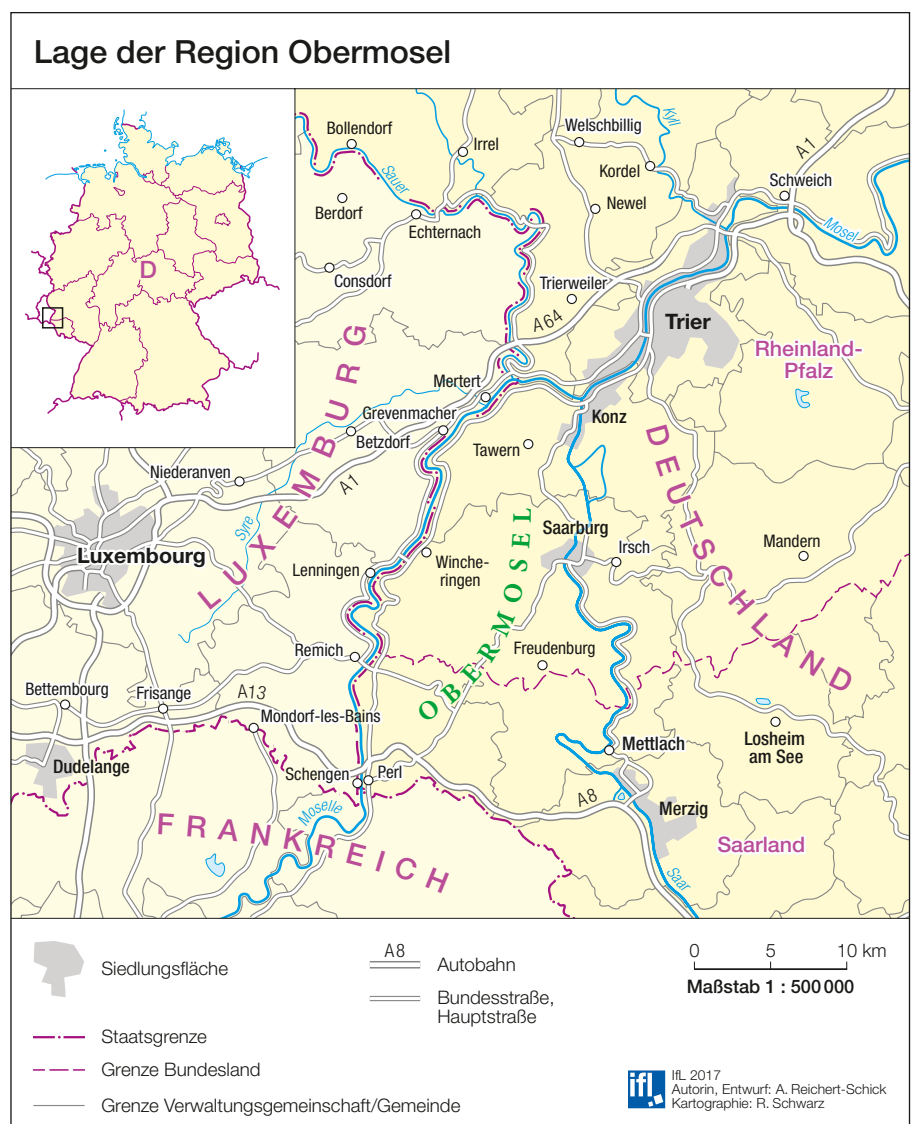 Lage der Region Obermosel
D
Bollendorf
Irrel
Sauer
Berdorf
Echternach
Consdorf
Welschbillig
Kyll
Kordel
A1
Schweich
Newel
Mosel
Trierweiler
A64
Trier
Rheinland-
Pfalz
LUXEMBURG
Mertert
Grevenmacher
Betzdorf
Konz
Tawern
DEUTSCHLAND
Niederanven
A1
Syre
Luxembourg
Saarburg
Irsch
Mandern
Lenningen
Winche-
ringen
OBERMOSEL
Remich
Freudenburg
Bettembourg
Frisange
A13
Mondorf-les-Bains
Mettlach
Losheim
am See
Dudelange
Schengen
Perl
A8
Merzig
Moselle
FRANKREICH
Saarland
Saar
Siedlungsfläche
Staatsgrenze
Grenze Bundesland
Grenze Verwaltungsgemeinschaft/Gemeinde
A8
Autobahn
Bundesstraße,
Hauptstraße
0 5 10 km
Maßstab 1 : 500 000
ifl
IfL 2017
Autorin, Entwurf: A. Reichert-Schick
Kartographie: R. Schwarz